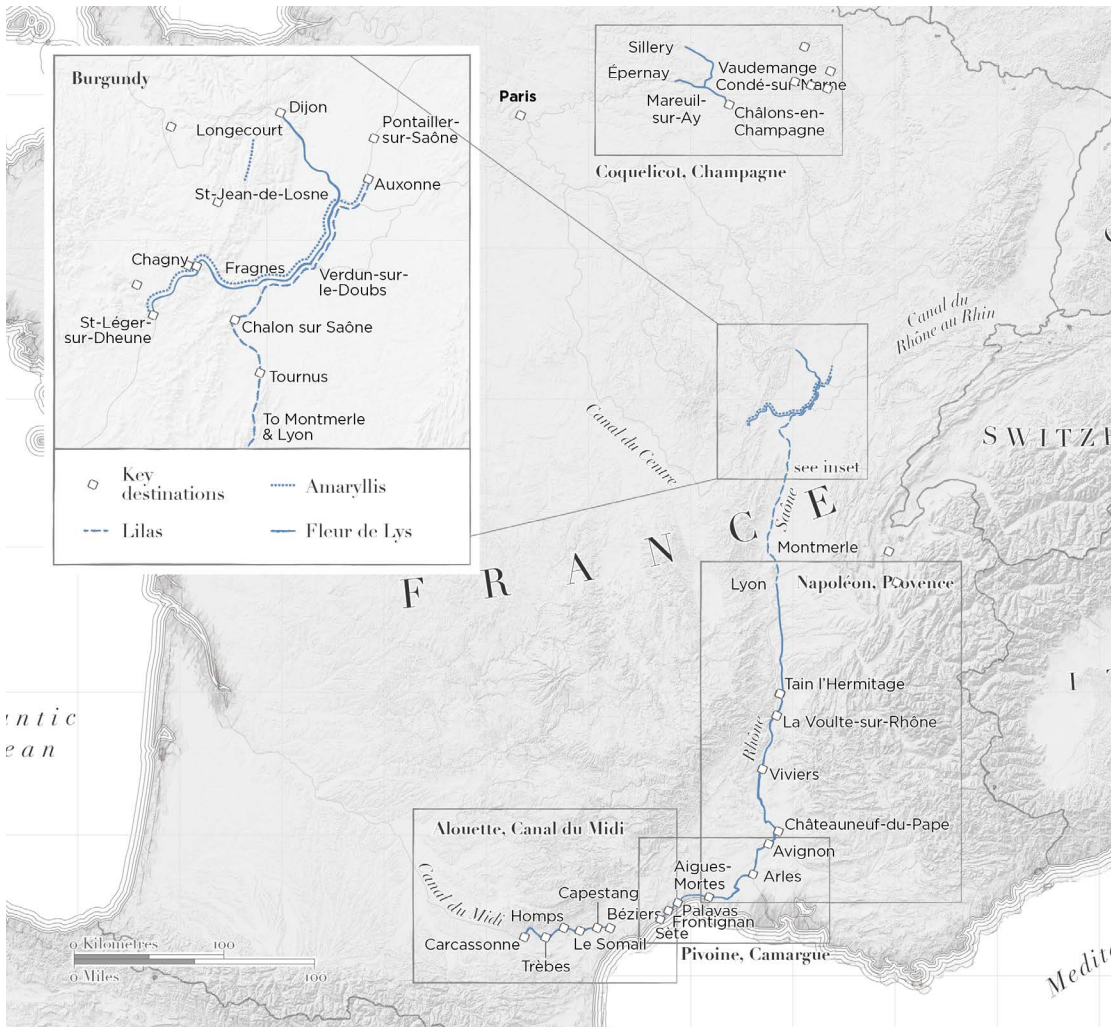 Burgundy
Dijon
Longecourt
Pontailler-
sur-Saône
St-Jean-de-Losne
Auxonne
Chagny
Fragnes
Verdun-sur-
le-Doubs
St-Léger-
sur-Dheune
Chalon sur Saône
Tournus
To Montmerle
& Lyon
Key
destinations
Amaryllis
Lilas
Fleur de Lys
Paris
Sillery
Épernay
Vaudemange
Condé-sur-Marne
Mareuil-
sur-Ay
Châlons-en-
Champagne
Coquelicot, Champagne
Canal du
Rhône au Rhin
Canal du Centre
SWITZE
see inset
Saône
FRANCE
Montmerle
Lyon
Napoléon, Provence
Tain l'Hermitage
La Voulte-sur-Rhône
Rhône
Viviers
Châteauneuf-du-Pape
Avignon
Arles
Aigues-
Mortes
Palavas
Frontignan
Sète
Pivoine, Camargue
Alouette, Canal du Midi
Canal du Midi
Capestang
Homps
Béziers
Carcassonne
Le Somail
Trèbes
antic
ean
I T
Medite
0 Kilometres 100
0 Miles 100